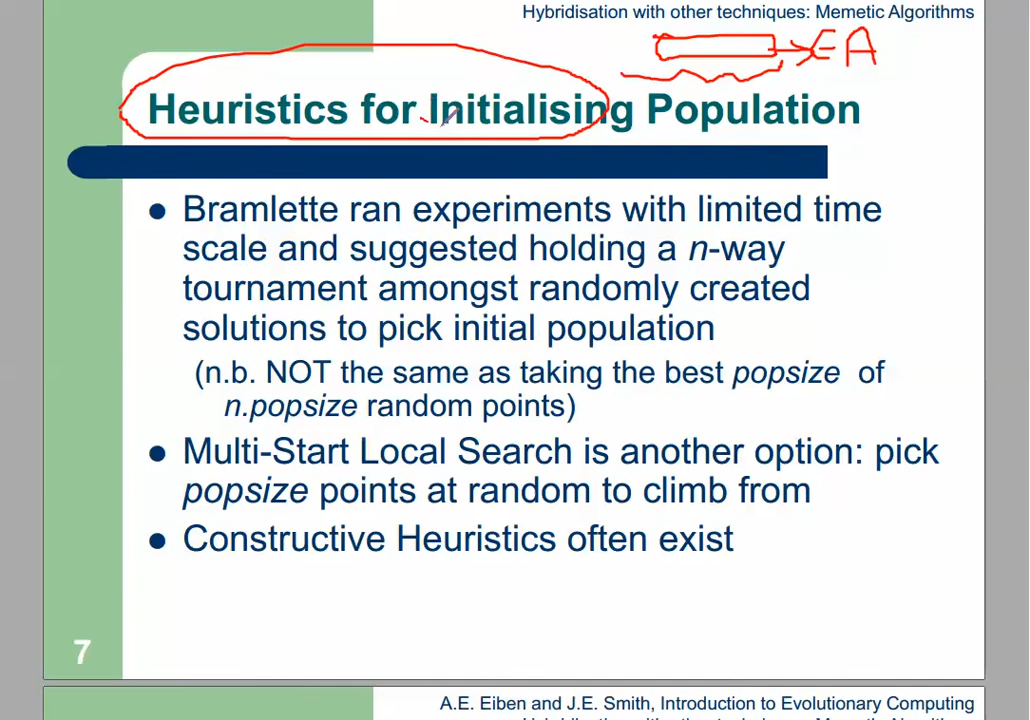 Hybridisation with other techniques: Memetic Algorithms
EA
Heuristics for Initialising Population
Bramlette ran experiments with limited time
scale and suggested holding a n-way
tournament amongst randomly created
solutions to pick initial population
(n.b. NOT the same as taking the best popsize of
n.popsize random points)
Multi-Start Local Search is another option: pick
popsize points at random to climb from
Constructive Heuristics often exist
7
A.E. Eiben and J.E. Smith, Introduction to Evolutionary Computing